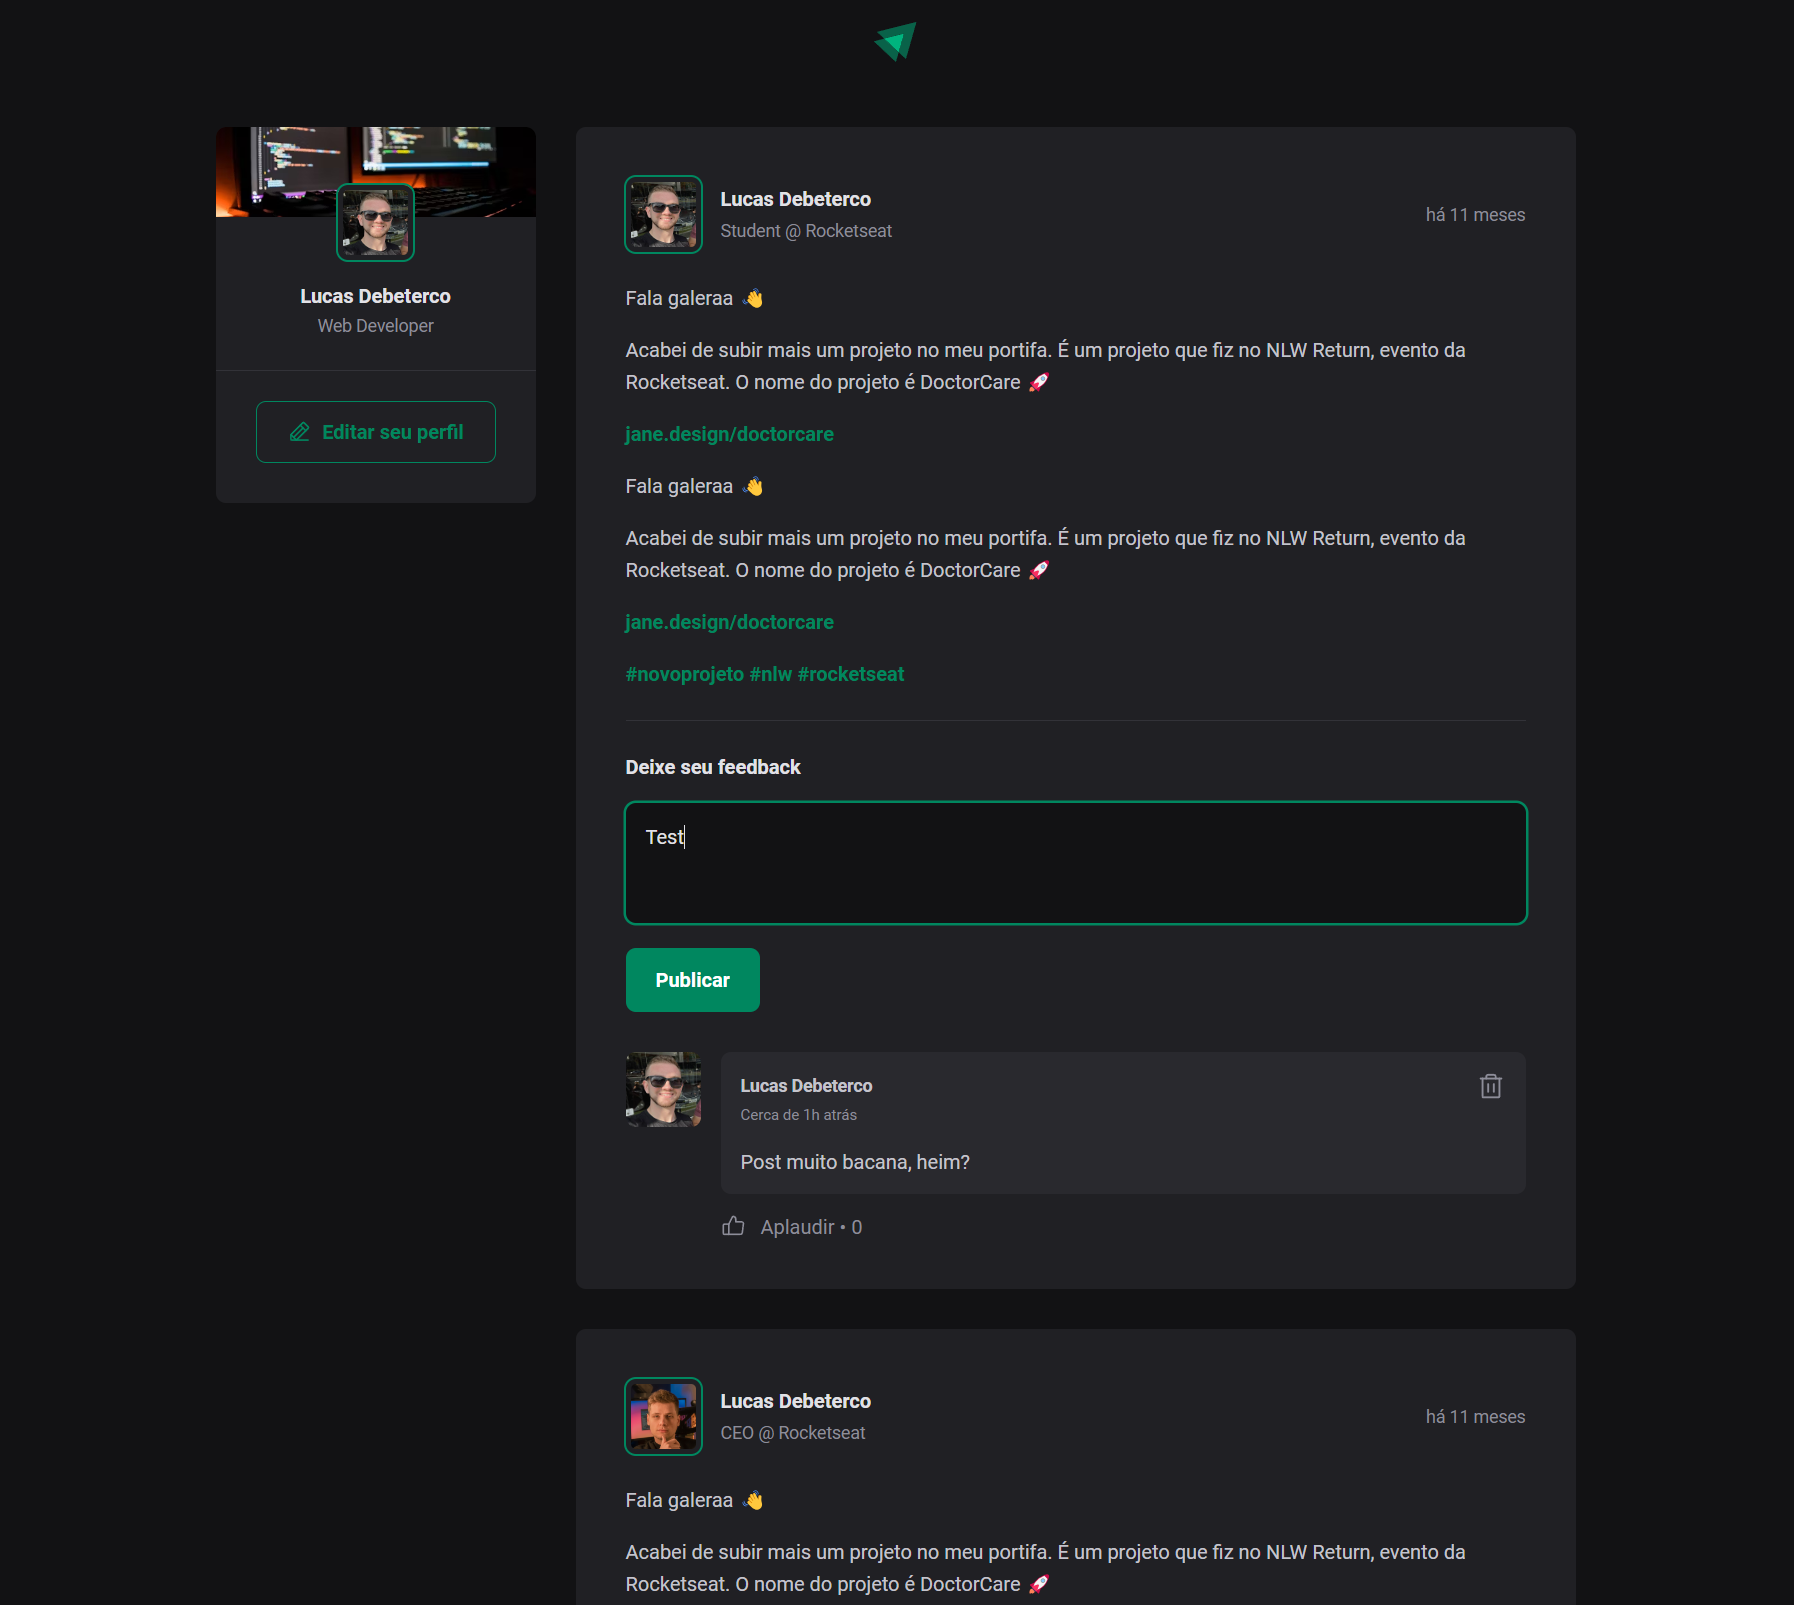 Lucas Debeterco
Web Developer
Editar seu perfil
Lucas Debeterco
Student @ Rocketseat
há 11 meses
Fala galeraa 👋
Acabei de subir mais um projeto no meu portifa. É um projeto que fiz no NLW Return, evento da
Rocketseat. O nome do projeto é DoctorCare 🚀
jane.design/doctorcare
Fala galeraa 👋
Acabei de subir mais um projeto no meu portifa. É um projeto que fiz no NLW Return, evento da
Rocketseat. O nome do projeto é DoctorCare 🚀
jane.design/doctorcare
#novoprojeto #nlw #rocketseat
Deixe seu feedback
Test
Publicar
Lucas Debeterco
Cerca de 1h atrás
Post muito bacana, heim?
Aplaudir • 0
Lucas Debeterco
CEO @ Rocketseat
há 11 meses
Fala galeraa 👋
Acabei de subir mais um projeto no meu portifa. É um projeto que fiz no NLW Return, evento da
Rocketseat. O nome do projeto é DoctorCare 🚀